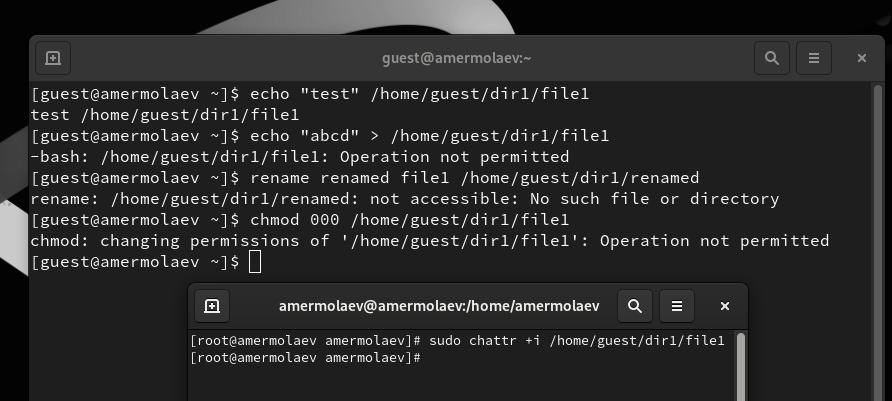 guest@amermolaev:~
[guest@amermolaev ~]$ echo "test" /home/guest/dir1/file1
test /home/guest/dir1/file1
[guest@amermolaev ~]$ echo "abcd" > /home/guest/dir1/file1
-bash: /home/guest/dir1/file1: Operation not permitted
[guest@amermolaev ~]$ rename renamed file1 /home/guest/dir1/renamed
rename: /home/guest/dir1/renamed: not accessible: No such file or directory
[guest@amermolaev ~]$ chmod 000 /home/guest/dir1/file1
chmod: changing permissions of '/home/guest/dir1/file1': Operation not permitted
[guest@amermolaev ~]$
amermolaev@amermolaev:/home/amermolaev
[root@amermolaev amermolaev]# sudo chattr +i /home/guest/dir1/file1
[root@amermolaev amermolaev]#